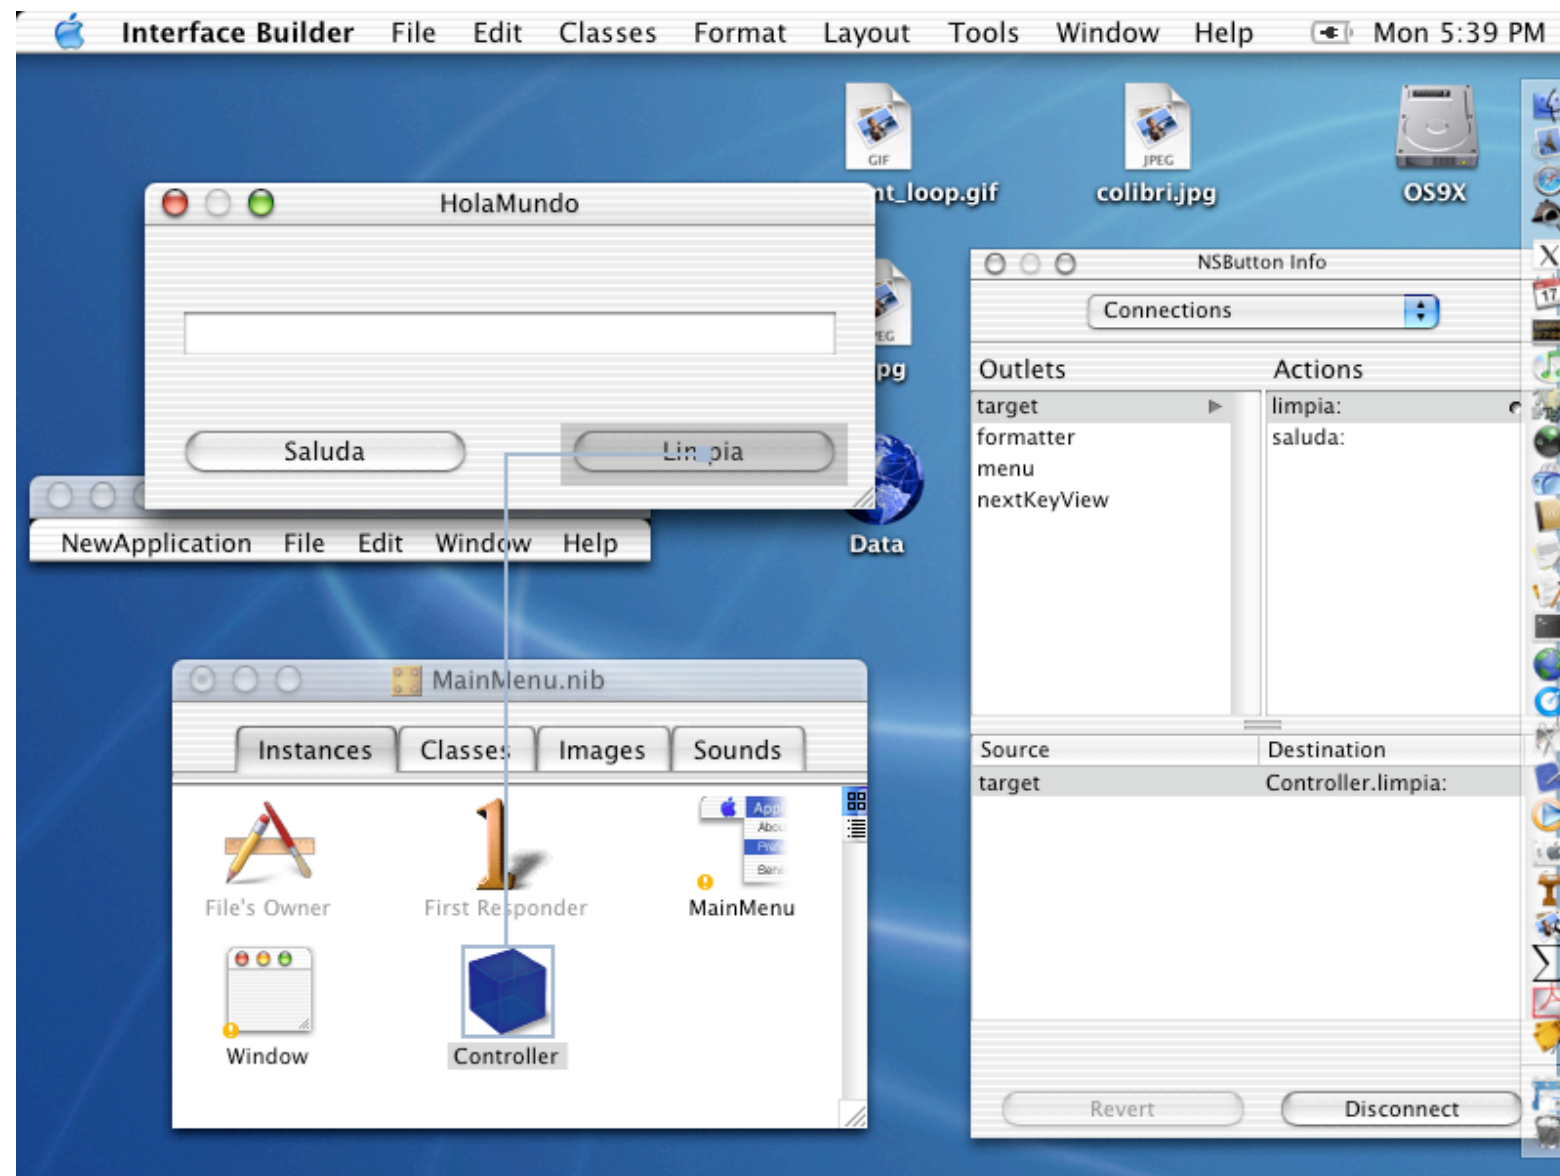 Interface Builder File Edit Classes Format Layout Tools Window Help Mon 5:39 PM
GIF
JPEG
nt_loop.gif
colibri.jpg
OS9X
HolaMundo
EG
pg
Saluda
Limpia
Data
NewApplication File Edit Window Help
NSButton Info
Connections
Outlets Actions
target limpia:
formatter saluda:
menu
nextKeyView
Source Destination
target Controller.limpia:
Revert Disconnect
MainMenu.nib
Instances Classes Images Sounds
File's Owner First Responder MainMenu
Window Controller
17